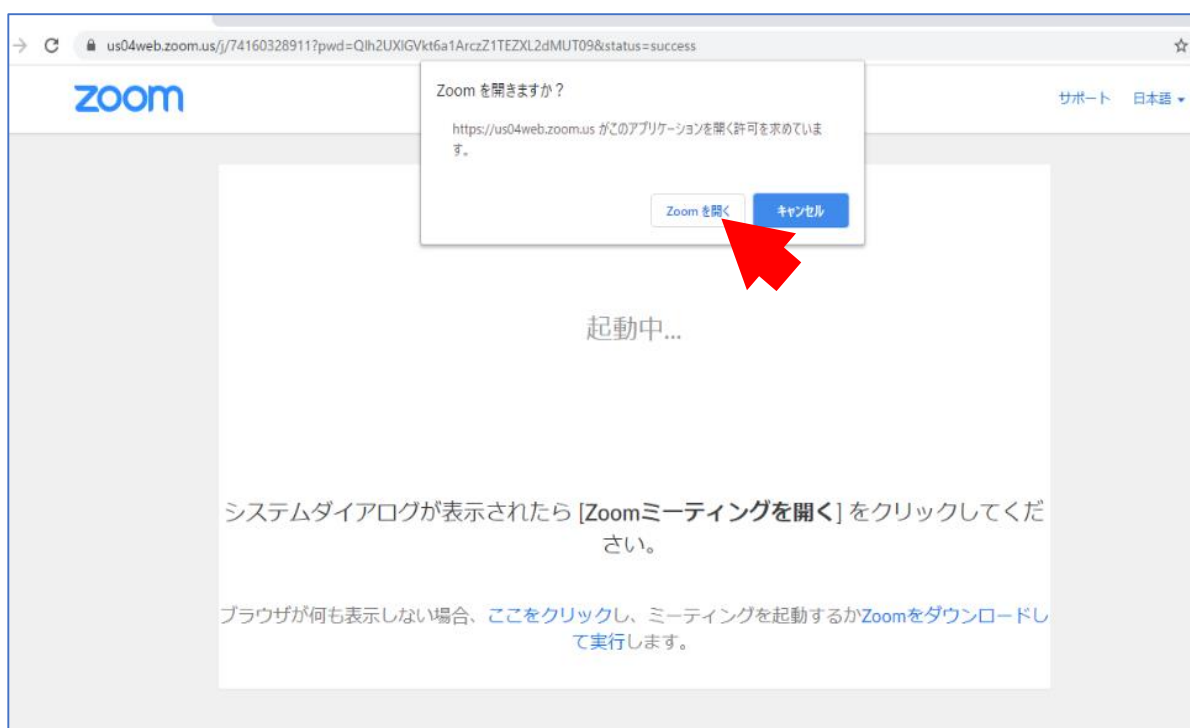 us04web.zoom.us/j/74160328911?pwd=Qlh2UXlGVkt6a1ArczZ1TEZXL2dMUT09&status=success
zoom
サポート 日本語
Zoom を開きますか？
https://us04web.zoom.us がこのアプリケーションを開く許可を求めていま
す。
Zoom を開く キャンセル
起動中...
システムダイアログが表示されたら [Zoomミーティングを開く] をクリックしてくだ
さい。
ブラウザが何も表示しない場合、ここをクリックし、ミーティングを起動するかZoomをダウンロードし
て実行します。